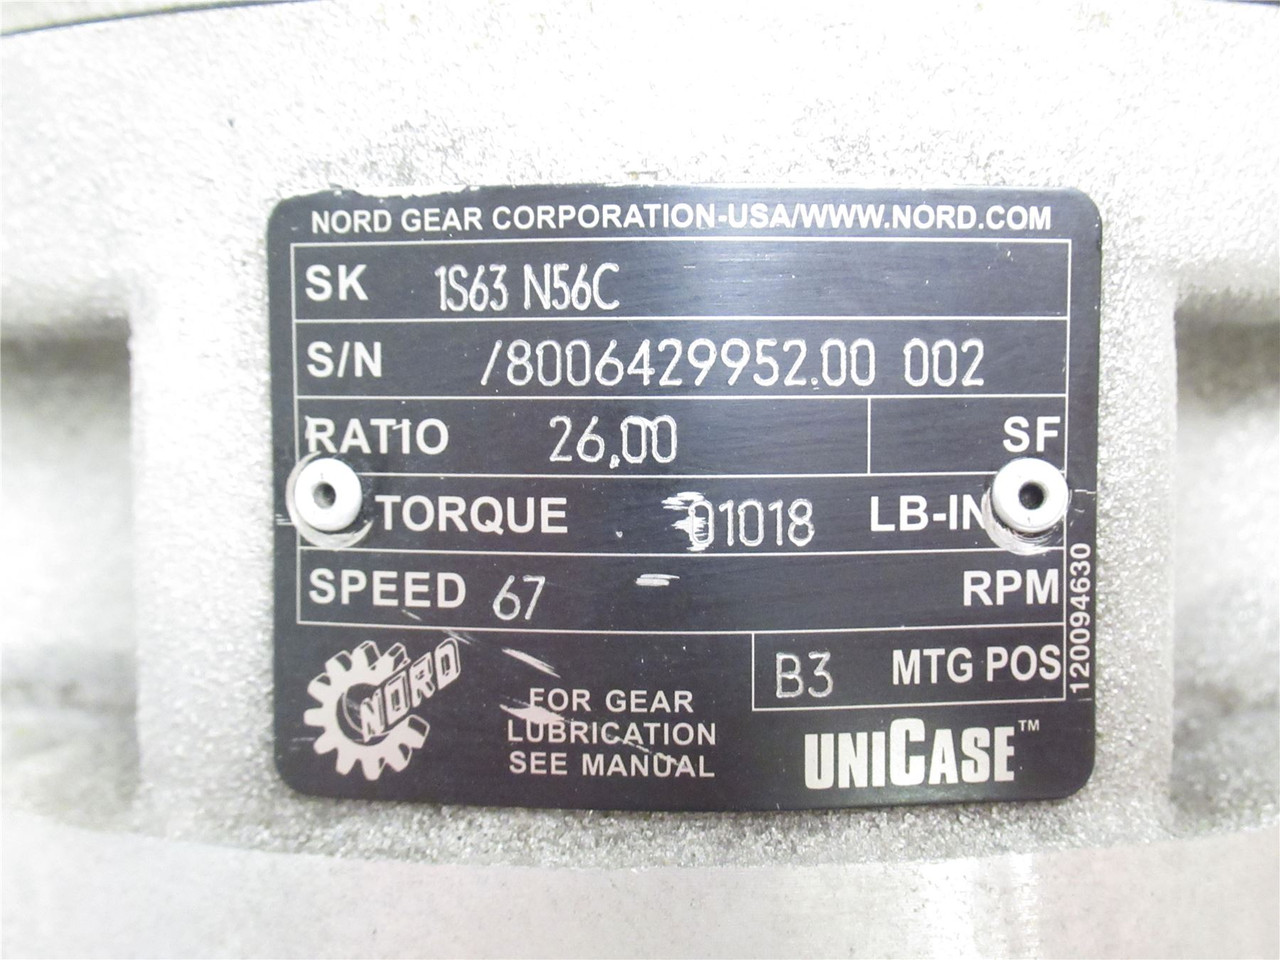 NORD GEAR CORPORATION-USA/WWW.NORD.COM
SK 1S63 N56C
S/N /8006429952.00 002
RATIO 26.00 SF
TORQUE 01018 LB-IN
SPEED 67 RPM
B3 MTG POS
12094630
NORD
FOR GEAR
LUBRICATION
SEE MANUAL
UNICASE™